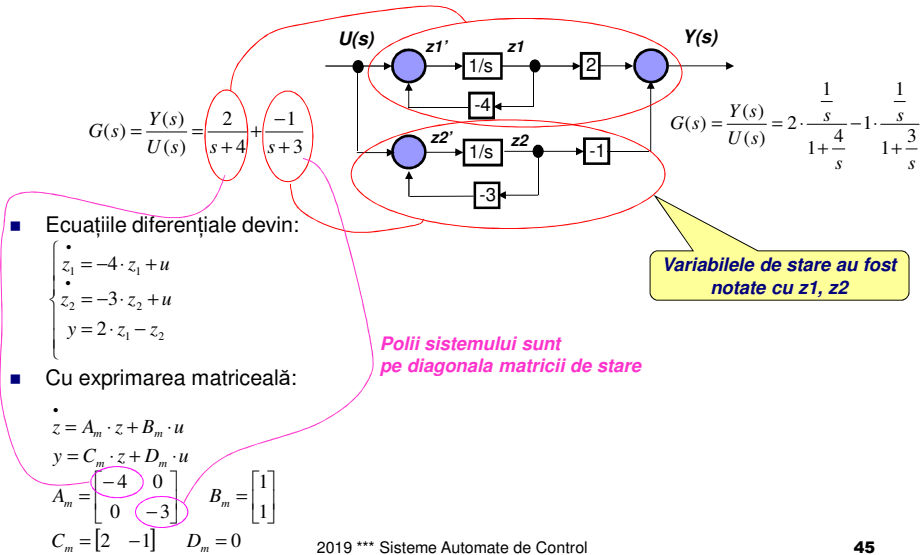 U(s) z1' z1 Y(s)
1/s 2
-4
z2' z2
1/s -1
-3
G(s) = Y(s)/U(s) = 2/(s+4) + -1/(s+3)
G(s) = Y(s)/U(s) = 2·(1/s)/(1+4/s) −1·(1/s)/(1+3/s)
Ecuațiile diferențiale devin:
ż₁ = −4·z₁ + u
ż₂ = −3·z₂ + u
y = 2·z₁ − z₂
Variabilele de stare au fost
notate cu z1, z2
Polii sistemului sunt
pe diagonala matricii de stare
Cu exprimarea matriceală:
ż = Aₘ·z + Bₘ·u
y = Cₘ·z + Dₘ·u
Aₘ = [−4 0; 0 −3] Bₘ = [1; 1]
Cₘ = [2 −1] Dₘ = 0
2019 *** Sisteme Automate de Control 45